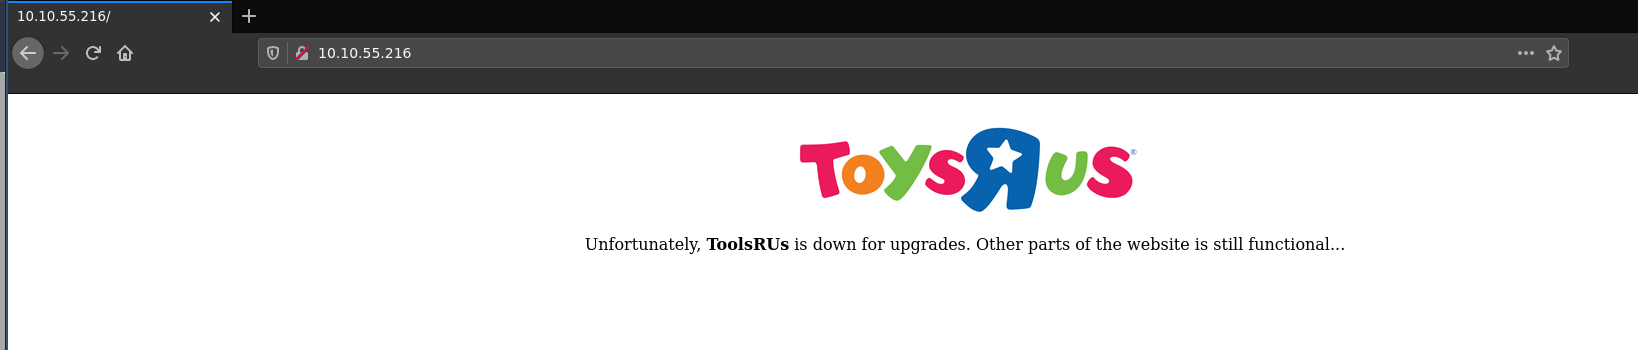 10.10.55.216/
10.10.55.216
ToysRus®
Unfortunately, ToolsRUs is down for upgrades. Other parts of the website is still functional...